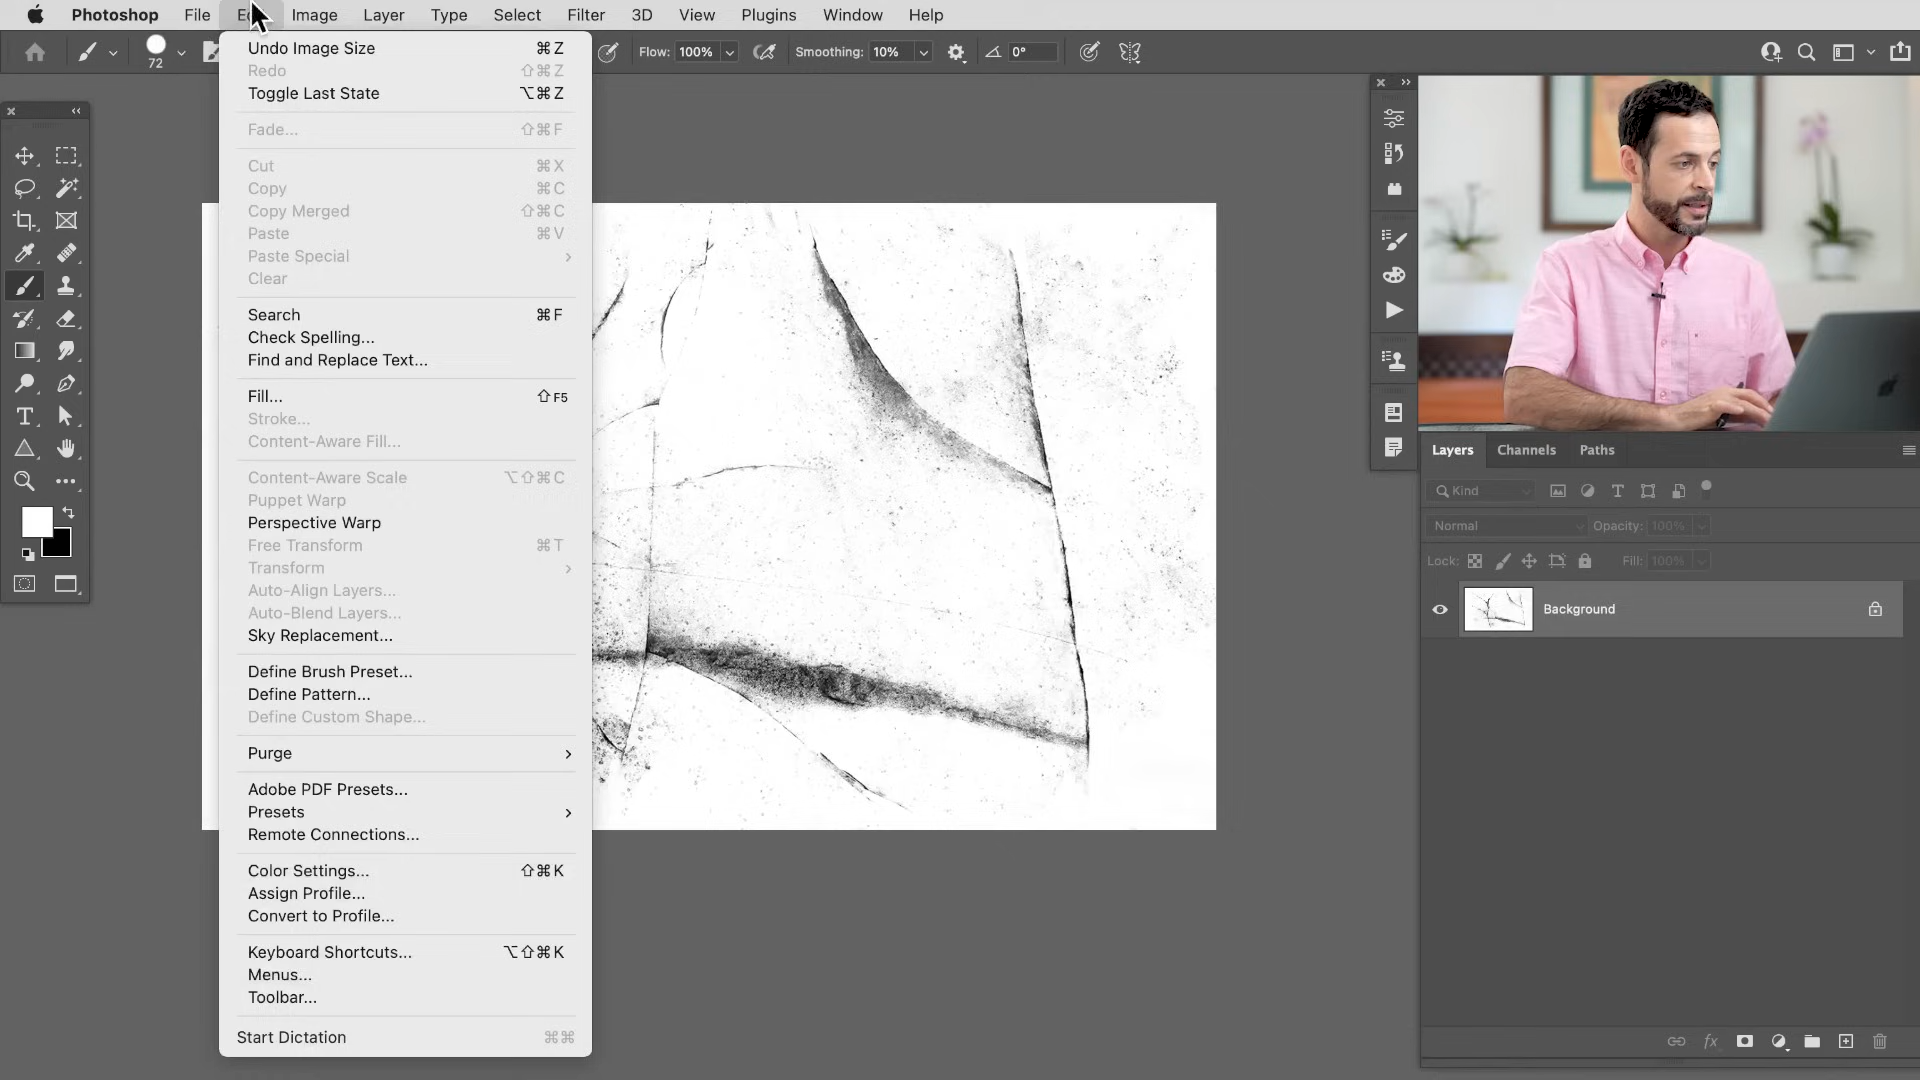 Photoshop File Image Layer Type Select Filter 3D View Plugins Window Help
72 Flow: 100% Smoothing: 10% 0°
Undo Image Size ⌘Z
Redo ⇧⌘Z
Toggle Last State ⌥⌘Z
Fade... ⇧⌘F
Cut ⌘X
Copy ⌘C
Copy Merged ⇧⌘C
Paste ⌘V
Paste Special
Clear
Search ⌘F
Check Spelling...
Find and Replace Text...
Fill... ⇧F5
Stroke...
Content-Aware Fill...
Content-Aware Scale ⌥⇧⌘C
Puppet Warp
Perspective Warp
Free Transform ⌘T
Transform
Auto-Align Layers...
Auto-Blend Layers...
Sky Replacement...
Define Brush Preset...
Define Pattern...
Define Custom Shape...
Purge
Adobe PDF Presets...
Presets
Remote Connections...
Color Settings... ⇧⌘K
Assign Profile...
Convert to Profile...
Keyboard Shortcuts... ⌥⇧⌘K
Menus...
Toolbar...
Start Dictation ⌘⌘
Layers Channels Paths
Kind
Normal Opacity: 100%
Lock: Fill: 100%
Background
fx